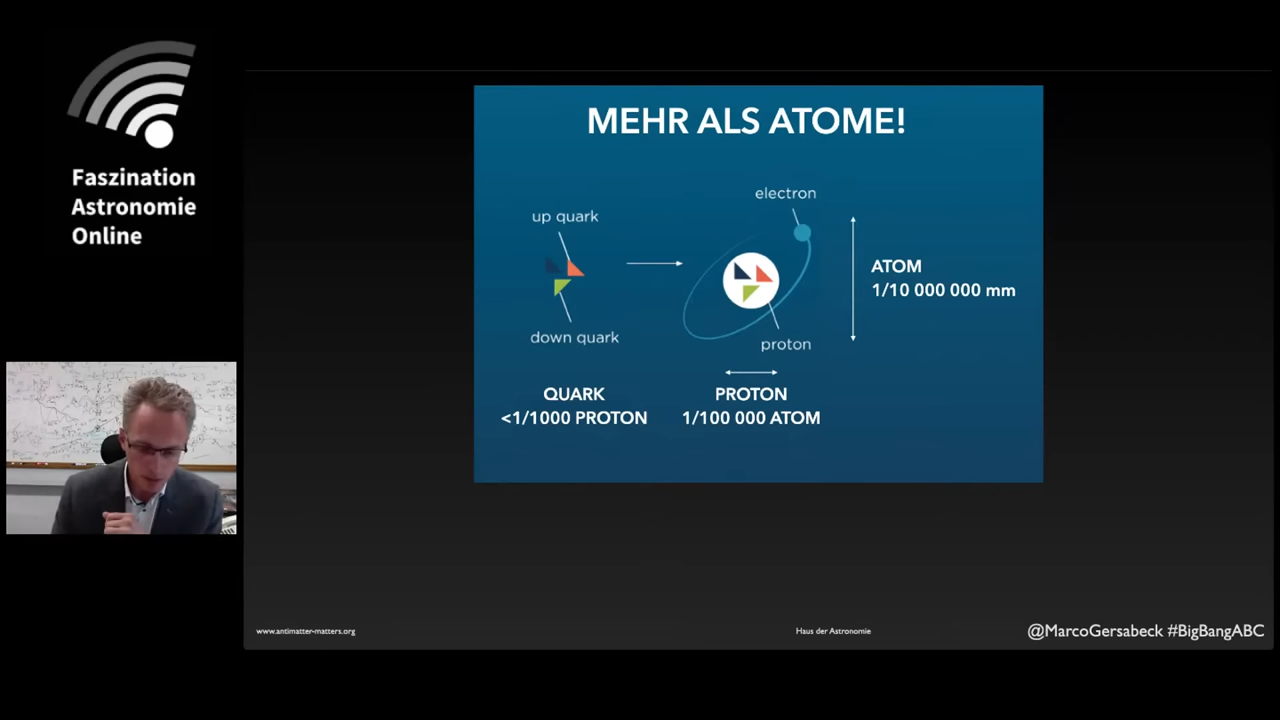 Faszination
Astronomie
Online
MEHR ALS ATOME!
electron
up quark
ATOM
1/10 000 000 mm
down quark
proton
QUARK
<1/1000 PROTON
PROTON
1/100 000 ATOM
www.antimatter-matters.org
Haus der Astronomie
@MarcoGersabeck #BigBangABC